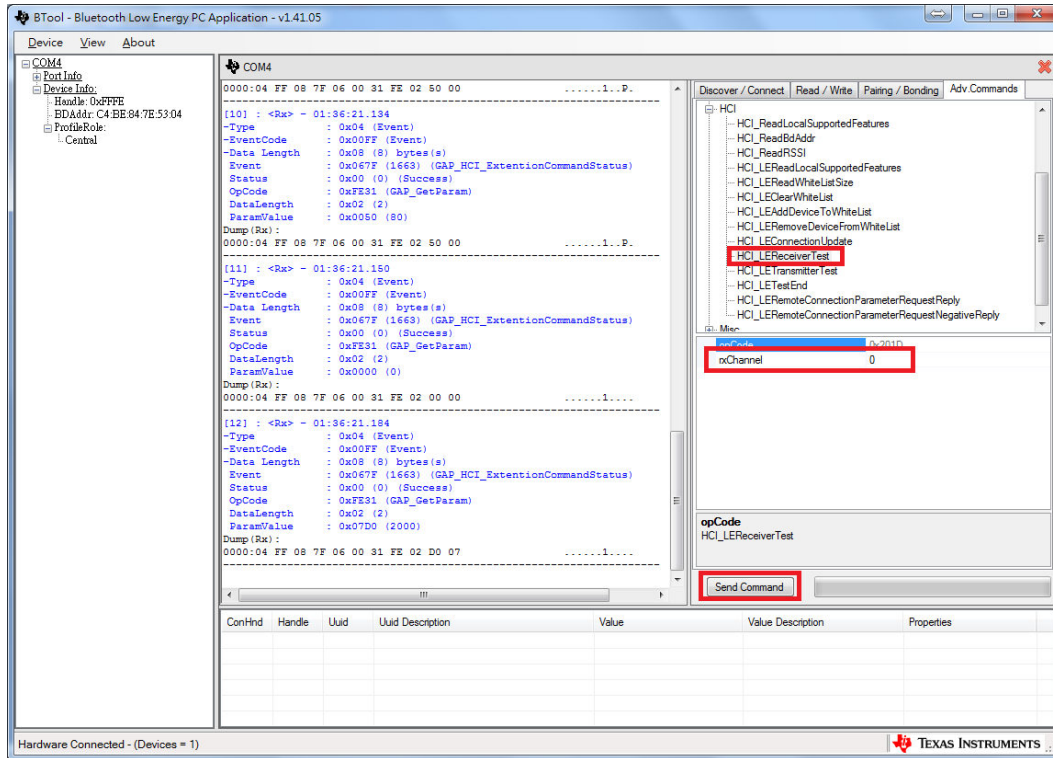 BTool - Bluetooth Low Energy PC Application - v1.41.05
Device View About
COM4
Port Info
Device Info:
Handle: 0xFFFE
BDAddr: C4:BE:84:7E:53:04
ProfileRole:
Central
COM4
0000:04 FF 08 7F 06 00 31 FE 02 50 00 ......1..P.
[10] : <Rx> - 01:36:21.134
-Type : 0x04 (Event)
-EventCode : 0x00FF (Event)
-Data Length : 0x08 (8) bytes(s)
Event : 0x067F (1663) (GAP_HCI_ExtentionCommandStatus)
Status : 0x00 (0) (Success)
OpCode : 0xFE31 (GAP_GetParam)
DataLength : 0x02 (2)
ParamValue : 0x0050 (80)
Dump(Rx):
0000:04 FF 08 7F 06 00 31 FE 02 50 00 ......1..P.
[11] : <Rx> - 01:36:21.150
-Type : 0x04 (Event)
-EventCode : 0x00FF (Event)
-Data Length : 0x08 (8) bytes(s)
Event : 0x067F (1663) (GAP_HCI_ExtentionCommandStatus)
Status : 0x00 (0) (Success)
OpCode : 0xFE31 (GAP_GetParam)
DataLength : 0x02 (2)
ParamValue : 0x0000 (0)
Dump(Rx):
0000:04 FF 08 7F 06 00 31 FE 02 00 00 ......1....
[12] : <Rx> - 01:36:21.184
-Type : 0x04 (Event)
-EventCode : 0x00FF (Event)
-Data Length : 0x08 (8) bytes(s)
Event : 0x067F (1663) (GAP_HCI_ExtentionCommandStatus)
Status : 0x00 (0) (Success)
OpCode : 0xFE31 (GAP_GetParam)
DataLength : 0x02 (2)
ParamValue : 0x07D0 (2000)
Dump(Rx):
0000:04 FF 08 7F 06 00 31 FE 02 D0 07 ......1....
Discover / Connect Read / Write Pairing / Bonding Adv.Commands
HCI
HCI_ReadLocalSupportedFeatures
HCI_ReadBdAddr
HCI_ReadRSSI
HCI_LEReadLocalSupportedFeatures
HCI_LEReadWhiteListSize
HCI_LEClearWhiteList
HCI_LEAddDeviceToWhiteList
HCI_LERemoveDeviceFromWhiteList
HCI_LEConnectionUpdate
HCI_LEReceiverTest
HCI_LETransmitterTest
HCI_LETestEnd
HCI_LERemoteConnectionParameterRequestReply
HCI_LERemoteConnectionParameterRequestNegativeReply
Misc
opCode 0x201D
rxChannel 0
opCode
HCI_LEReceiverTest
Send Command
ConHnd Handle Uuid Uuid Description Value Value Description Properties
Hardware Connected - (Devices = 1)
TEXAS INSTRUMENTS